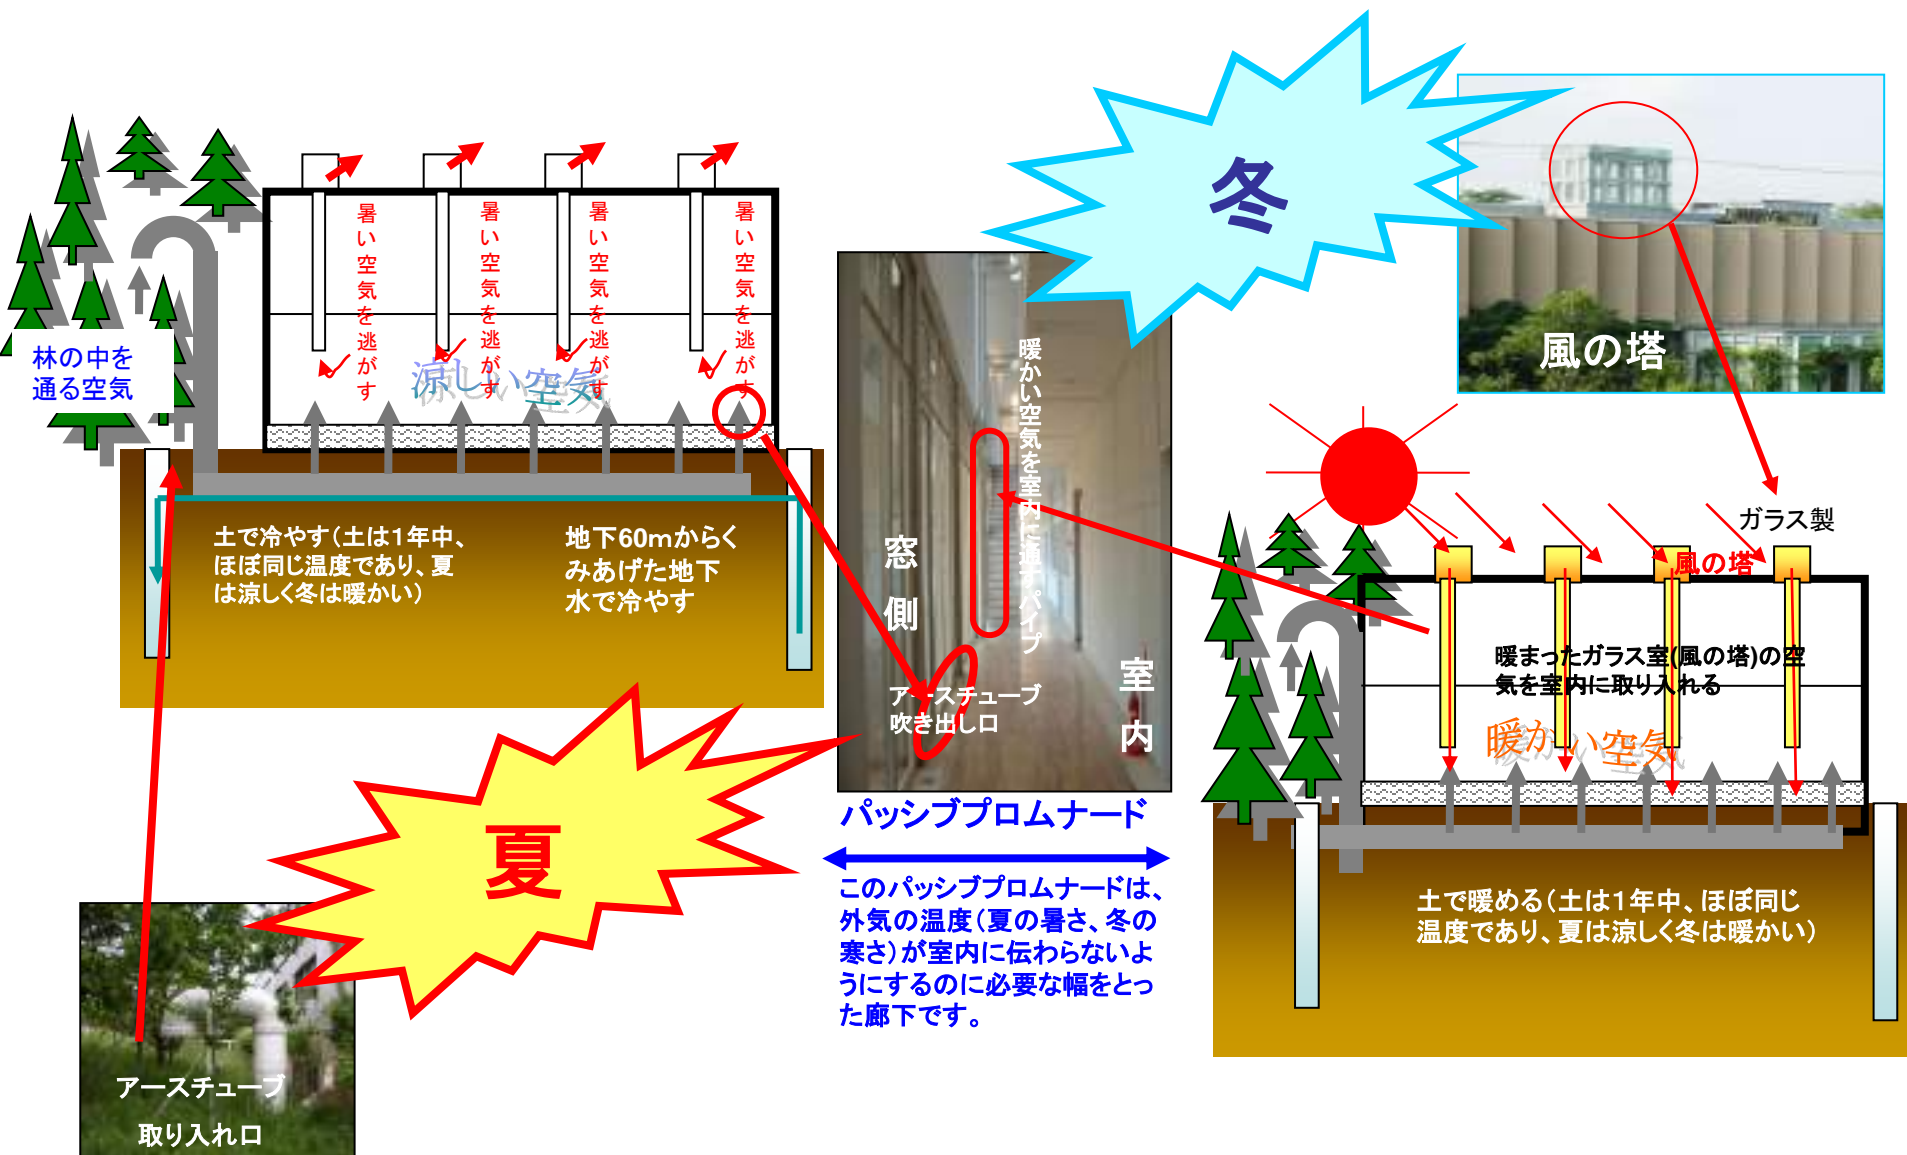 冬
風の塔
暑い空気を逃がす
暑い空気を逃がす
暑い空気を逃がす
暑い空気を逃がす
林の中を
通る空気
涼しい空気
土で冷やす（土は1年中、
ほぼ同じ温度であり、夏
は涼しく冬は暖かい）
地下60mからく
みあげた地下
水で冷やす
暖かい空気を室内に通すパイプ
窓側
室内
アースチューブ
吹き出し口
ガラス製
風の塔
暖まったガラス室(風の塔)の空
気を室内に取り入れる
暖かい空気
土で暖める（土は1年中、ほぼ同じ
温度であり、夏は涼しく冬は暖かい）
夏
パッシブプロムナード
このパッシブプロムナードは、
外気の温度（夏の暑さ、冬の
寒さ）が室内に伝わらないよ
うにするのに必要な幅をとっ
た廊下です。
アースチューブ
取り入れ口